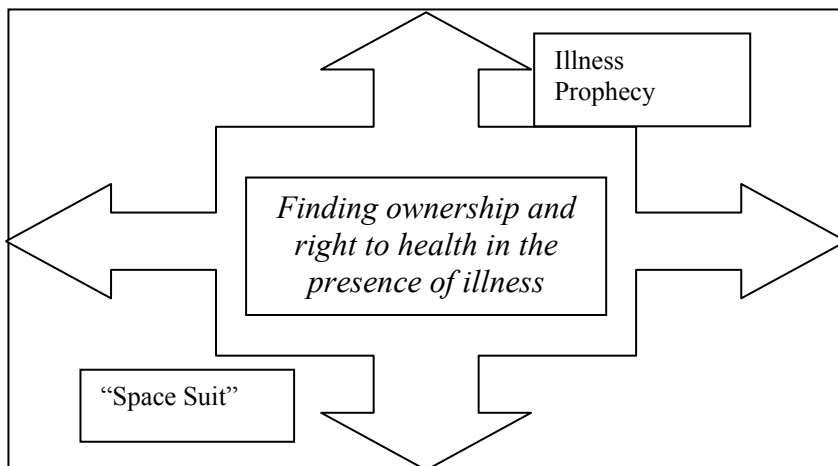 Illness
Prophecy
Finding ownership and
right to health in the
presence of illness
“Space Suit”